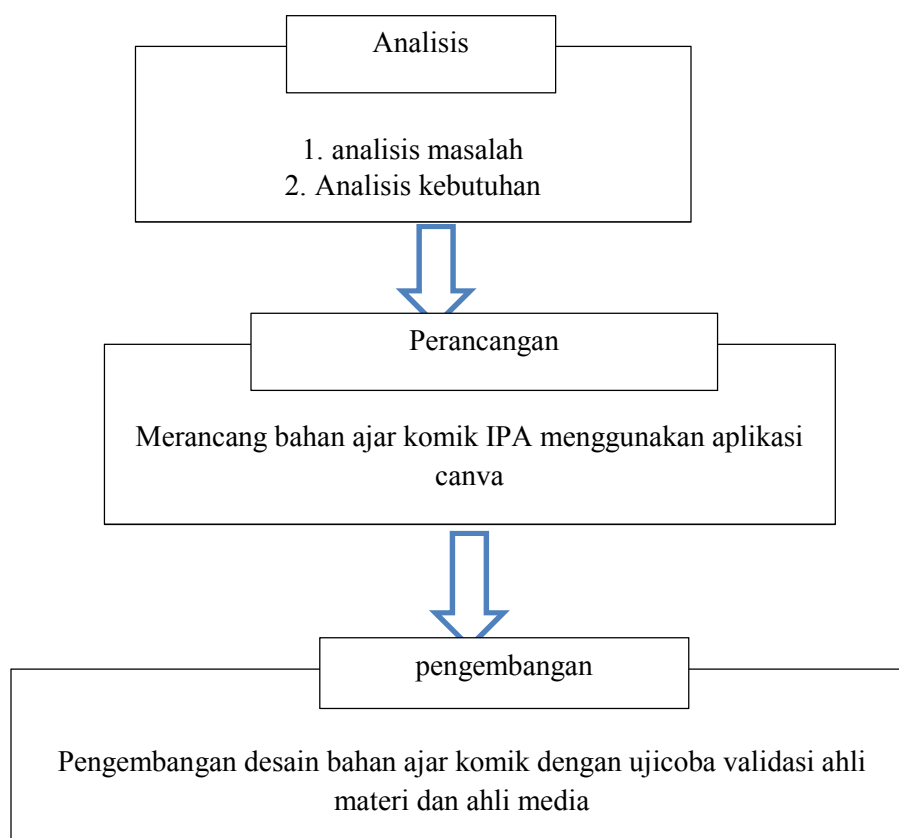 Analisis
1. analisis masalah
2. Analisis kebutuhan
Perancangan
Merancang bahan ajar komik IPA menggunakan aplikasi
canva
pengembangan
Pengembangan desain bahan ajar komik dengan ujicoba validasi ahli
materi dan ahli media